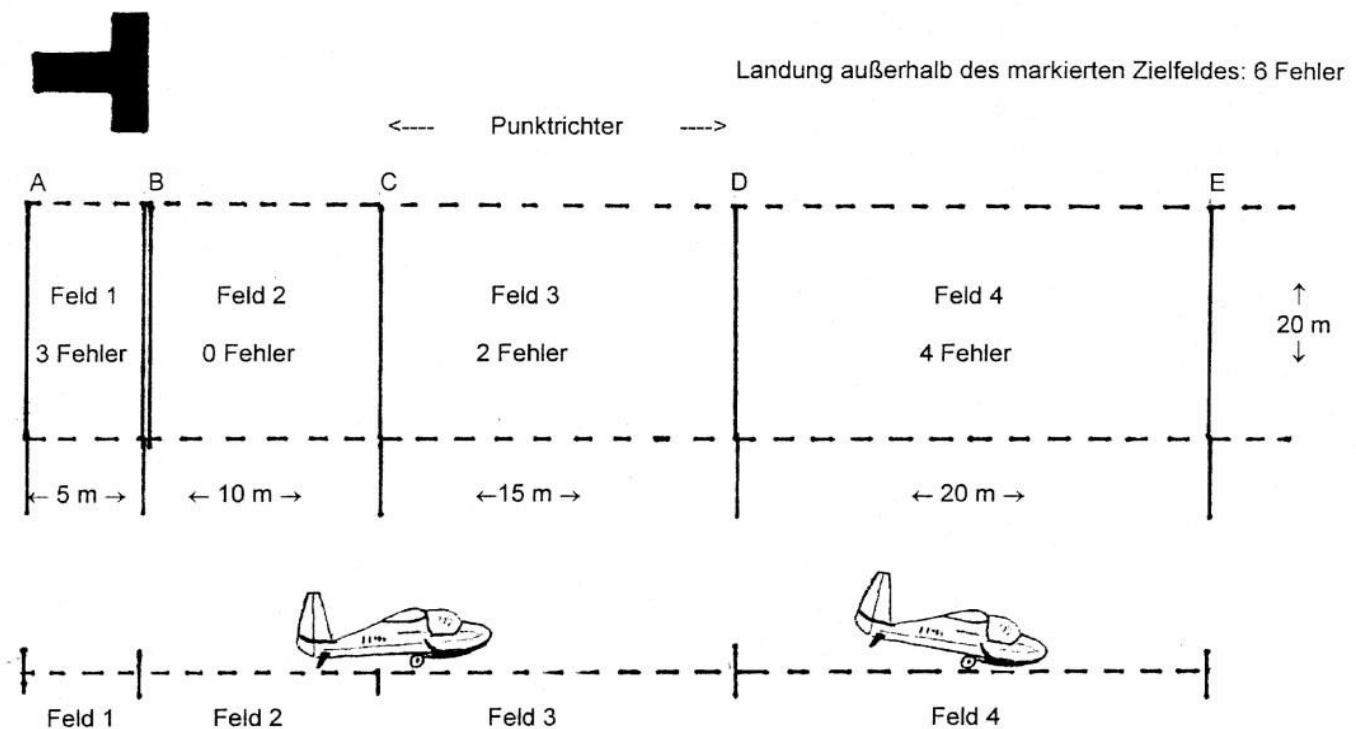 Landung außerhalb des markierten Zielfeldes: 6 Fehler
<---- Punktrichter ---->
A B C D E
Feld 1 Feld 2 Feld 3 Feld 4
↑
20 m
↓
3 Fehler 0 Fehler 2 Fehler 4 Fehler
← 5 m → ← 10 m → ←15 m → ← 20 m →
Feld 1 Feld 2 Feld 3 Feld 4